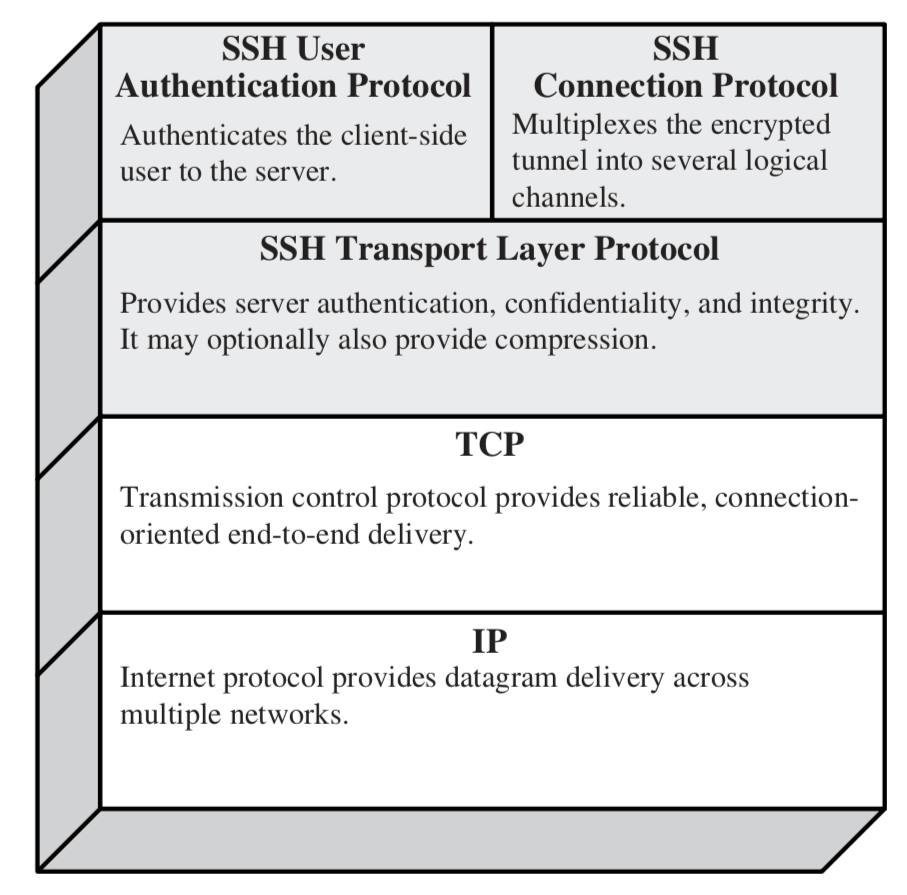 SSH User
Authentication Protocol
Authenticates the client-side
user to the server.
SSH
Connection Protocol
Multiplexes the encrypted
tunnel into several logical
channels.
SSH Transport Layer Protocol
Provides server authentication, confidentiality, and integrity.
It may optionally also provide compression.
TCP
Transmission control protocol provides reliable, connection-
oriented end-to-end delivery.
IP
Internet protocol provides datagram delivery across
multiple networks.